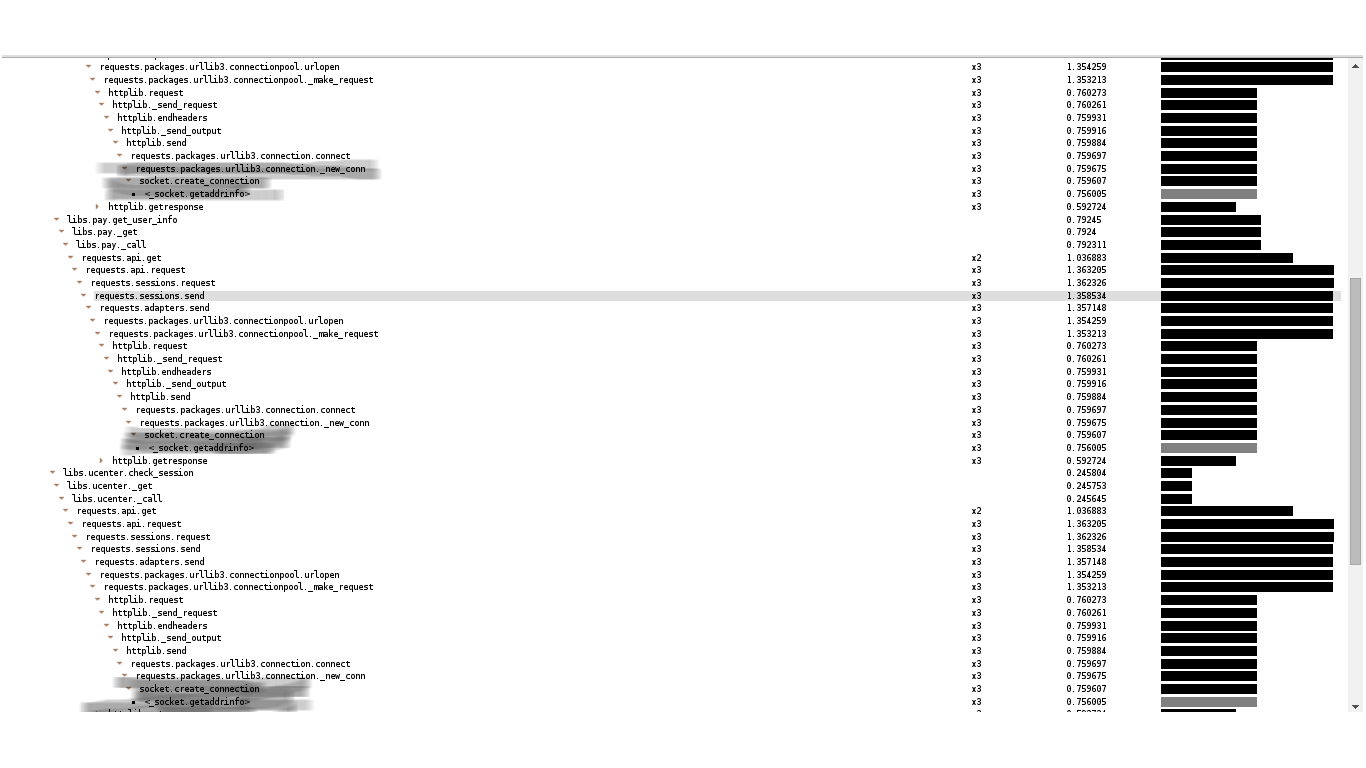 requests.packages.urllib3.connectionpool.urlopen x3 1.354259
requests.packages.urllib3.connectionpool._make_request x3 1.353213
httplib.request x3 0.760273
httplib._send_request x3 0.760261
httplib.endheaders x3 0.759931
httplib._send_output x3 0.759916
httplib.send x3 0.759884
requests.packages.urllib3.connection.connect x3 0.759697
requests.packages.urllib3.connection._new_conn x3 0.759675
socket.create_connection x3 0.759607
<_socket.getaddrinfo> x3 0.756005
httplib.getresponse x3 0.592724
libs.pay.get_user_info 0.79245
libs.pay._get 0.7924
libs.pay._call 0.792311
requests.api.get x2 1.036883
requests.api.request x3 1.363205
requests.sessions.request x3 1.362326
requests.sessions.send x3 1.358534
requests.adapters.send x3 1.357148
requests.packages.urllib3.connectionpool.urlopen x3 1.354259
requests.packages.urllib3.connectionpool._make_request x3 1.353213
httplib.request x3 0.760273
httplib._send_request x3 0.760261
httplib.endheaders x3 0.759931
httplib._send_output x3 0.759916
httplib.send x3 0.759884
requests.packages.urllib3.connection.connect x3 0.759697
requests.packages.urllib3.connection._new_conn x3 0.759675
socket.create_connection x3 0.759607
<_socket.getaddrinfo> x3 0.756005
httplib.getresponse x3 0.592724
libs.ucenter.check_session 0.245804
libs.ucenter._get 0.245753
libs.ucenter._call 0.245645
requests.api.get x2 1.036883
requests.api.request x3 1.363205
requests.sessions.request x3 1.362326
requests.sessions.send x3 1.358534
requests.adapters.send x3 1.357148
requests.packages.urllib3.connectionpool.urlopen x3 1.354259
requests.packages.urllib3.connectionpool._make_request x3 1.353213
httplib.request x3 0.760273
httplib._send_request x3 0.760261
httplib.endheaders x3 0.759931
httplib._send_output x3 0.759916
httplib.send x3 0.759884
requests.packages.urllib3.connection.connect x3 0.759697
requests.packages.urllib3.connection._new_conn x3 0.759675
socket.create_connection x3 0.759607
<_socket.getaddrinfo> x3 0.756005